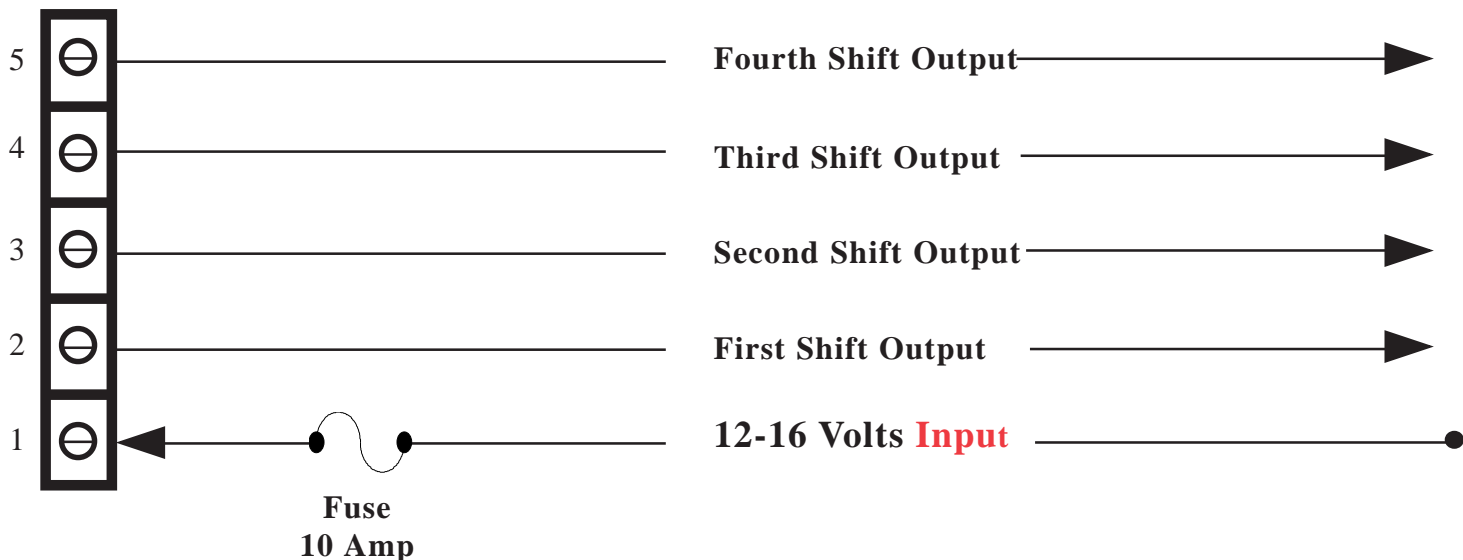 5 Fourth Shift Output
4 Third Shift Output
3 Second Shift Output
2 First Shift Output
1 12-16 Volts Input
Fuse
10 Amp